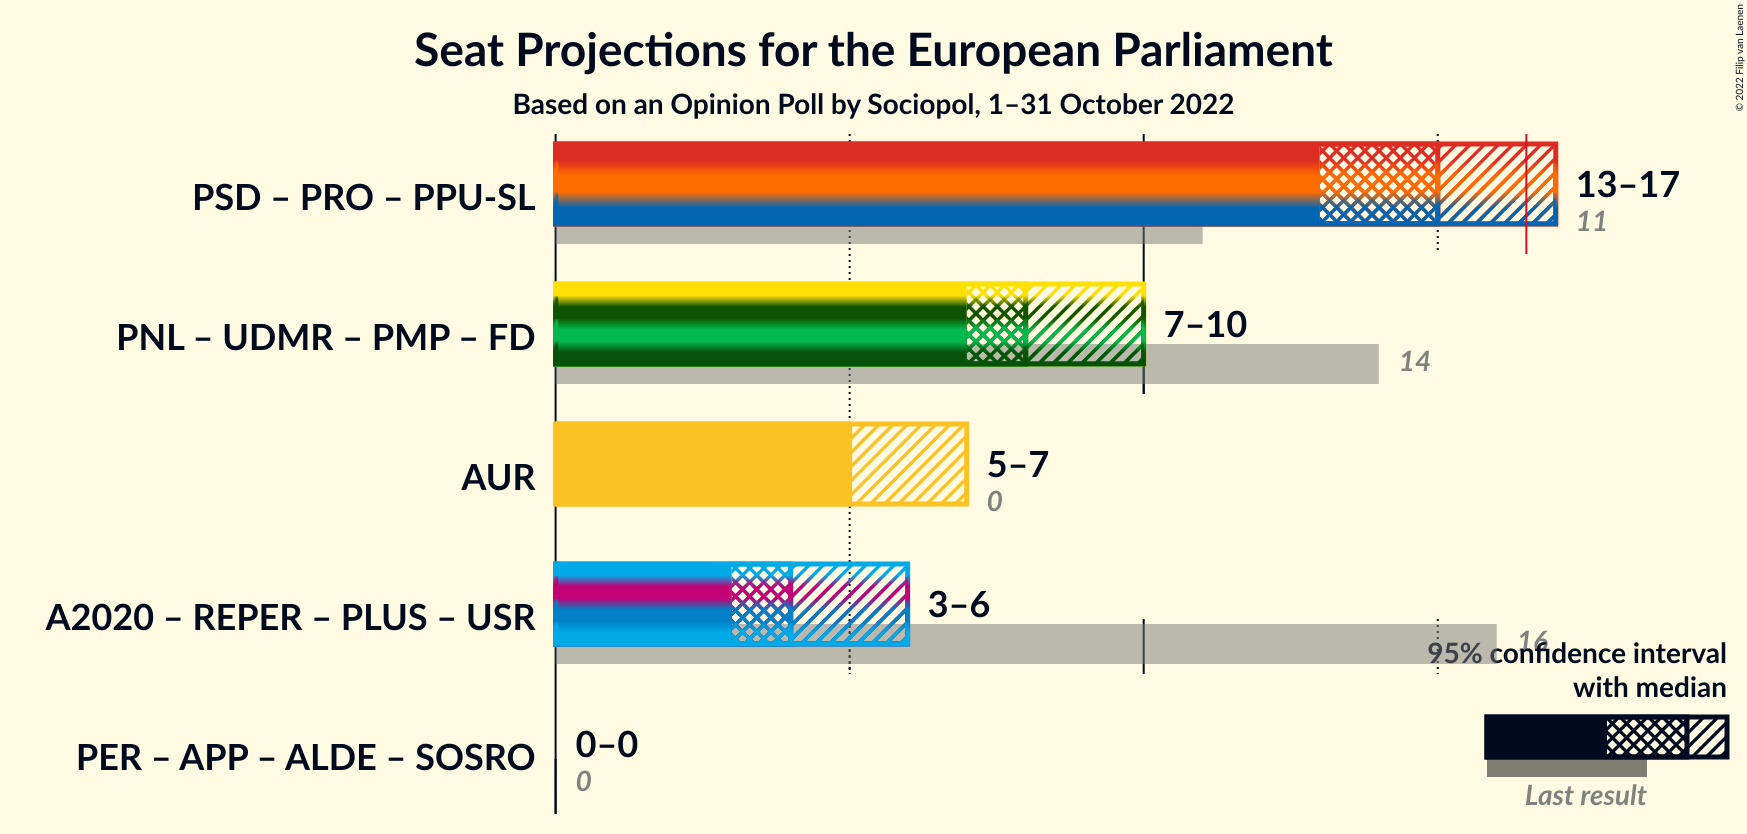 Seat Projections for the European Parliament
Based on an Opinion Poll by Sociopol, 1–31 October 2022
© 2022 Filip van Laenen
PSD – PRO – PPU-SL
13–17
11
PNL – UDMR – PMP – FD
7–10
14
AUR
5–7
0
A2020 – REPER – PLUS – USR
3–6
16
95% confidence interval
with median
PER – APP – ALDE – SOSRO
0–0
0
Last result